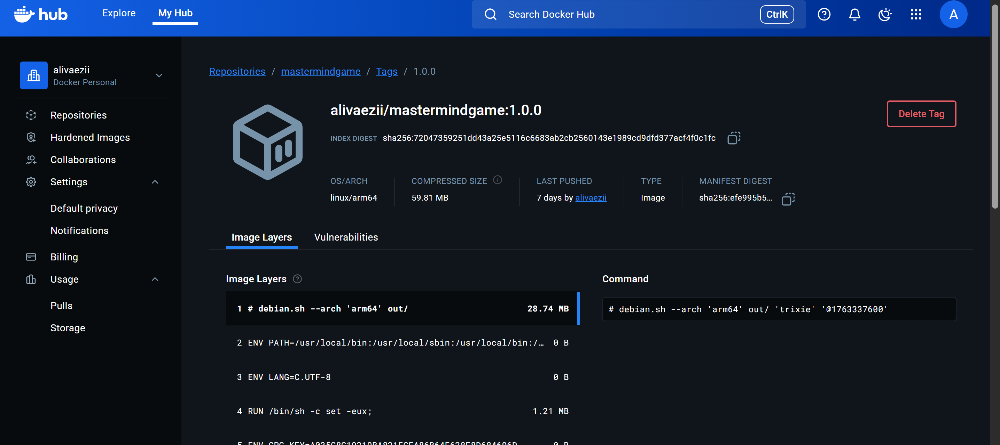 hub
Explore
My Hub
Search Docker Hub
CtrlK
A
alivaezii
Docker Personal
Repositories
Hardened Images
Collaborations
Settings
Default privacy
Notifications
Billing
Usage
Pulls
Storage
Repositories / mastermindgame / Tags / 1.0.0
alivaezii/mastermindgame:1.0.0
Delete Tag
INDEX DIGEST sha256:72047359251dd43a25e5116c6683ab2cb2560143e1989cd9dfd377acf4f0c1fc
OS/ARCH
linux/arm64
COMPRESSED SIZE
59.81 MB
LAST PUSHED
7 days by alivaezii
TYPE
Image
MANIFEST DIGEST
sha256:efe995b5...
Image Layers
Vulnerabilities
Image Layers
1 # debian.sh --arch 'arm64' out/ 28.74 MB
2 ENV PATH=/usr/local/bin:/usr/local/sbin:/usr/local/bin:/… 0 B
3 ENV LANG=C.UTF-8 0 B
4 RUN /bin/sh -c set -eux; 1.21 MB
5 ENV 0 B
Command
# debian.sh --arch 'arm64' out/ 'trixie' '@1763337600'